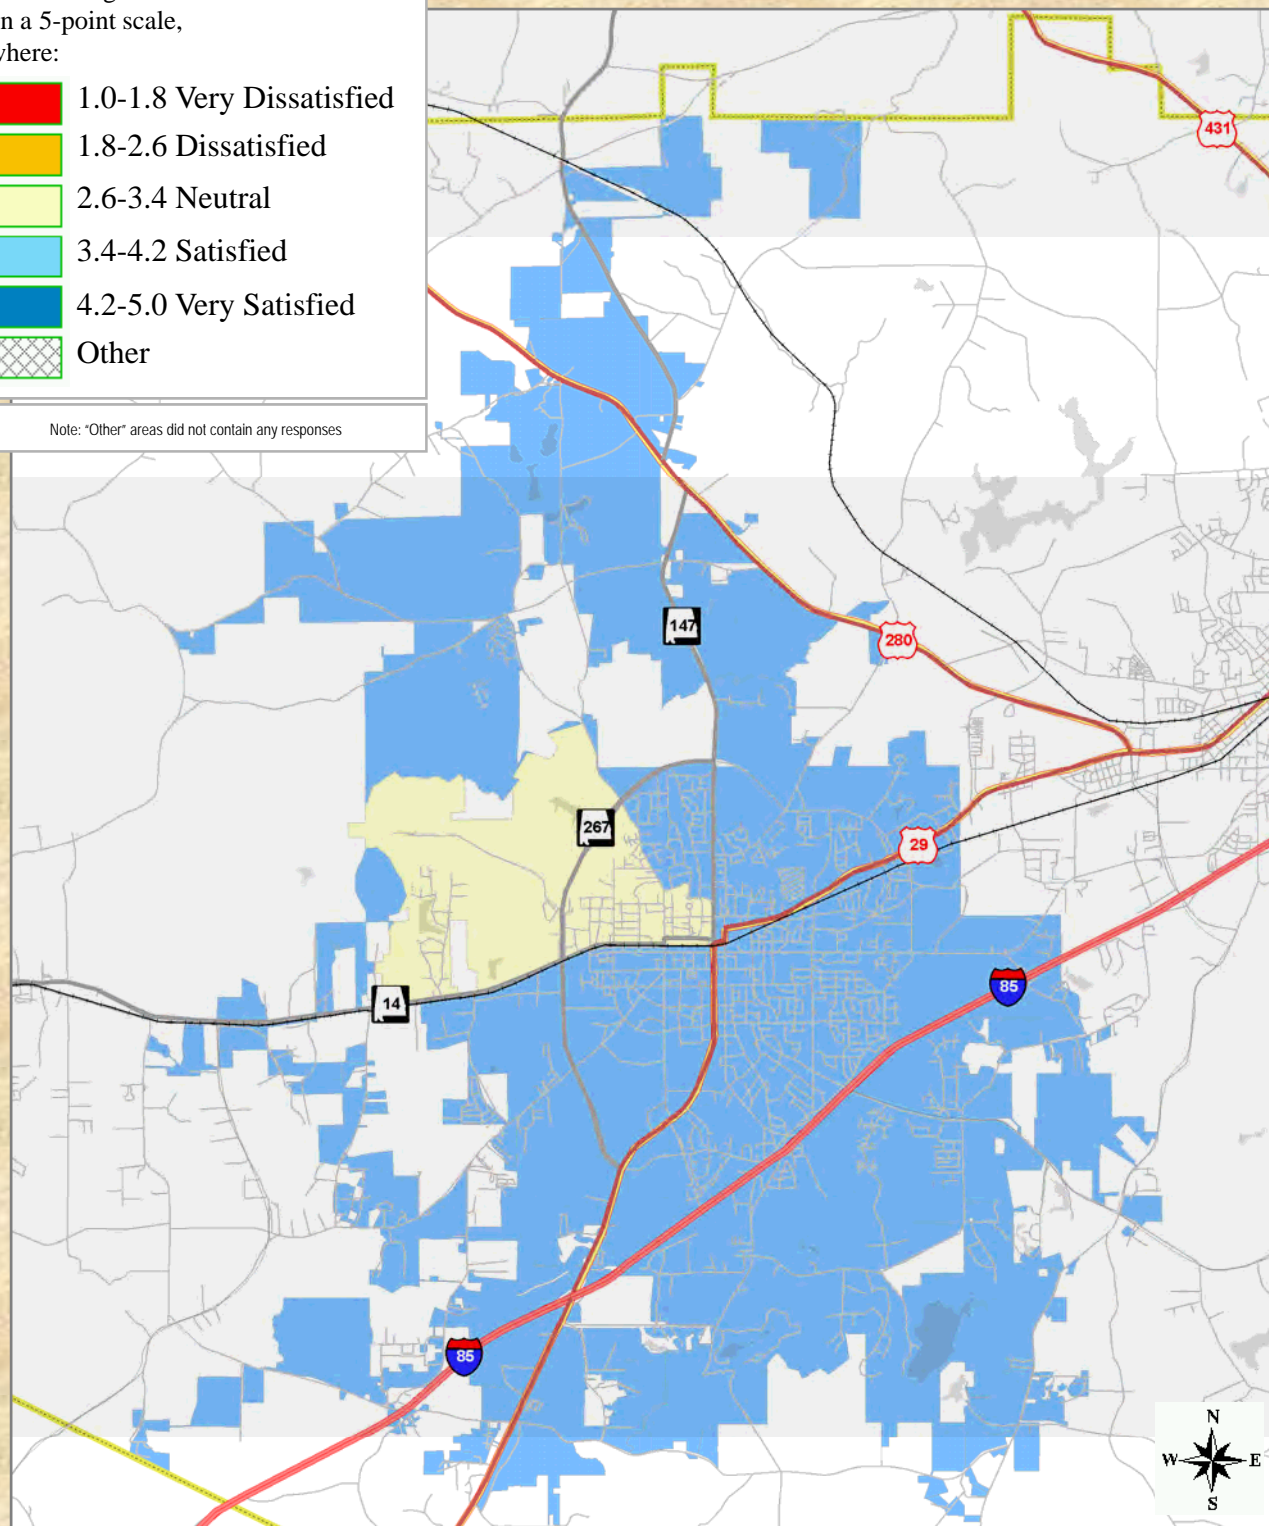 n a 5-point scale,
where:
1.0-1.8 Very Dissatisfied
1.8-2.6 Dissatisfied
2.6-3.4 Neutral
3.4-4.2 Satisfied
4.2-5.0 Very Satisfied
Other
Note: "Other" areas did not contain any responses
431
147
280
267
29
85
14
85
N
W E
S